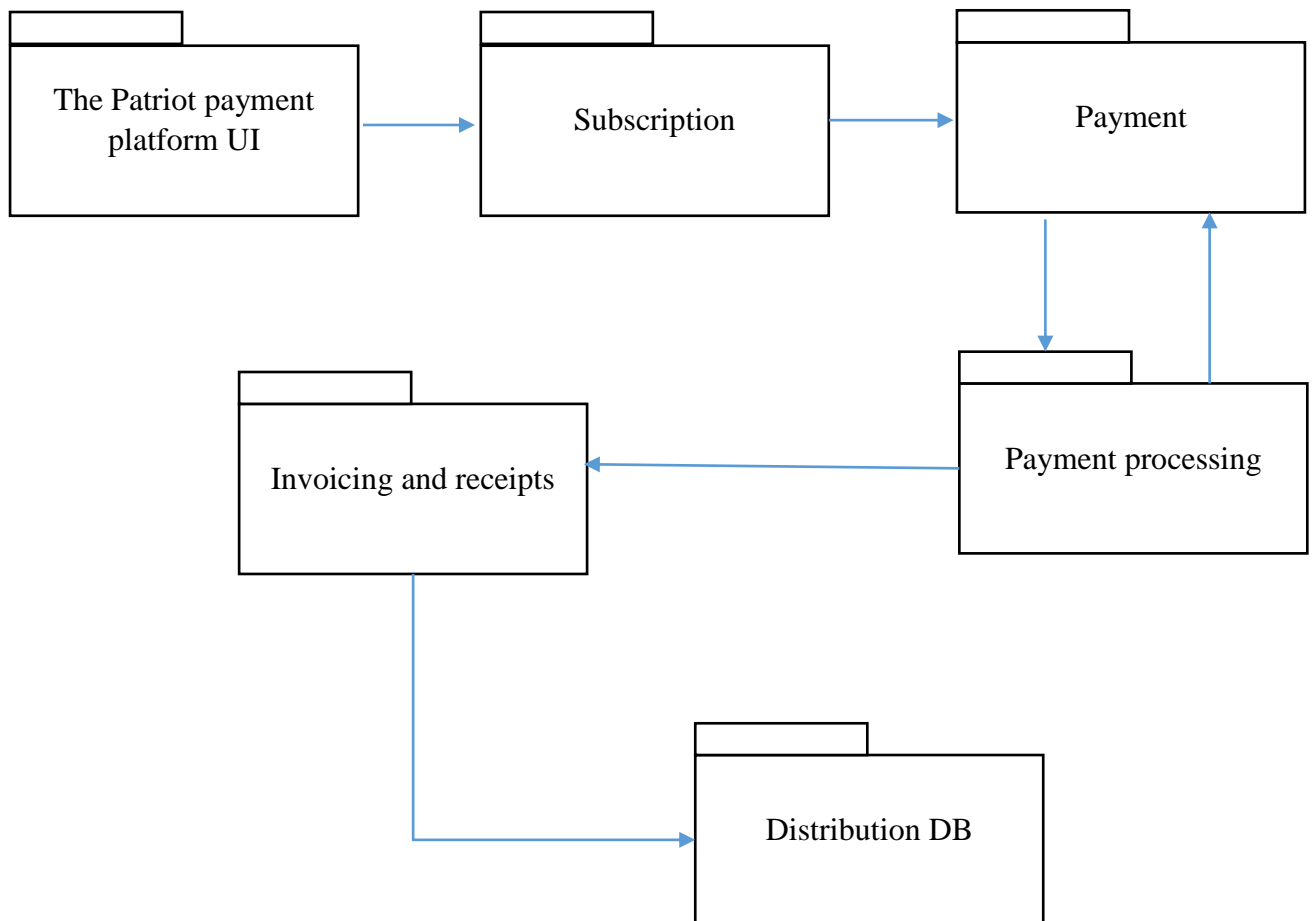 The Patriot payment
platform UI
Subscription
Payment
Invoicing and receipts
Payment processing
Distribution DB